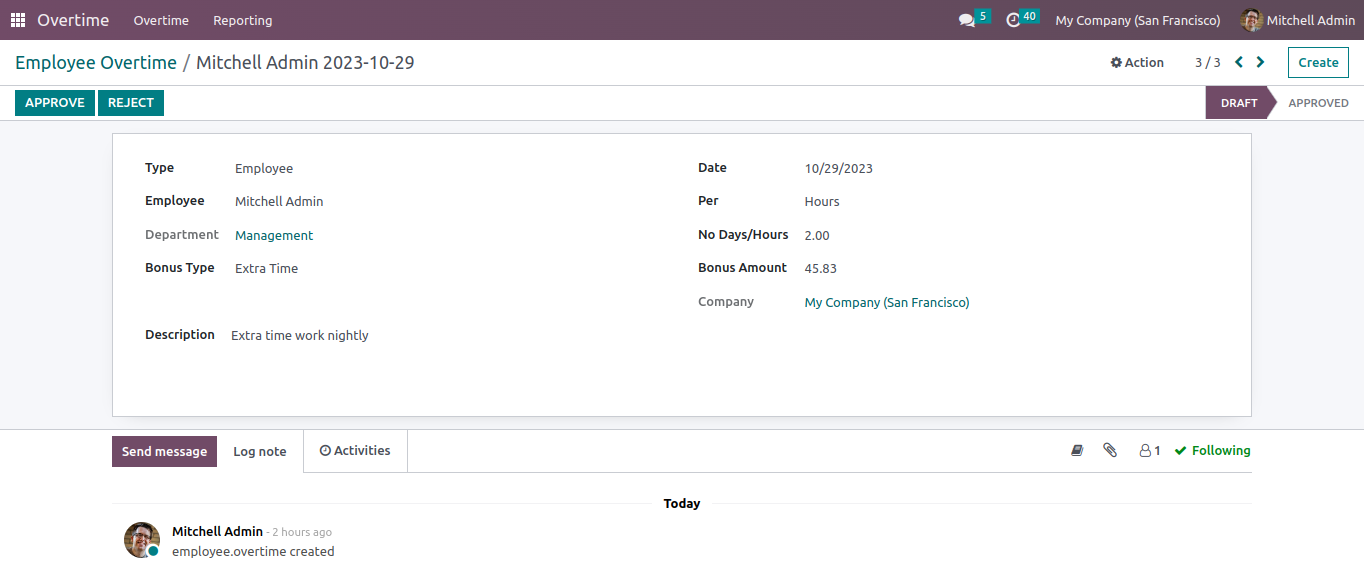 Overtime Overtime Reporting 5 40 My Company (San Francisco) Mitchell Admin
Employee Overtime / Mitchell Admin 2023-10-29 Action 3 / 3 Create
APPROVE REJECT DRAFT APPROVED
Type Employee Date 10/29/2023
Employee Mitchell Admin Per Hours
Department Management No Days/Hours 2.00
Bonus Type Extra Time Bonus Amount 45.83
Company My Company (San Francisco)
Description Extra time work nightly
Send message Log note Activities 1 Following
Today
Mitchell Admin - 2 hours ago
employee.overtime created